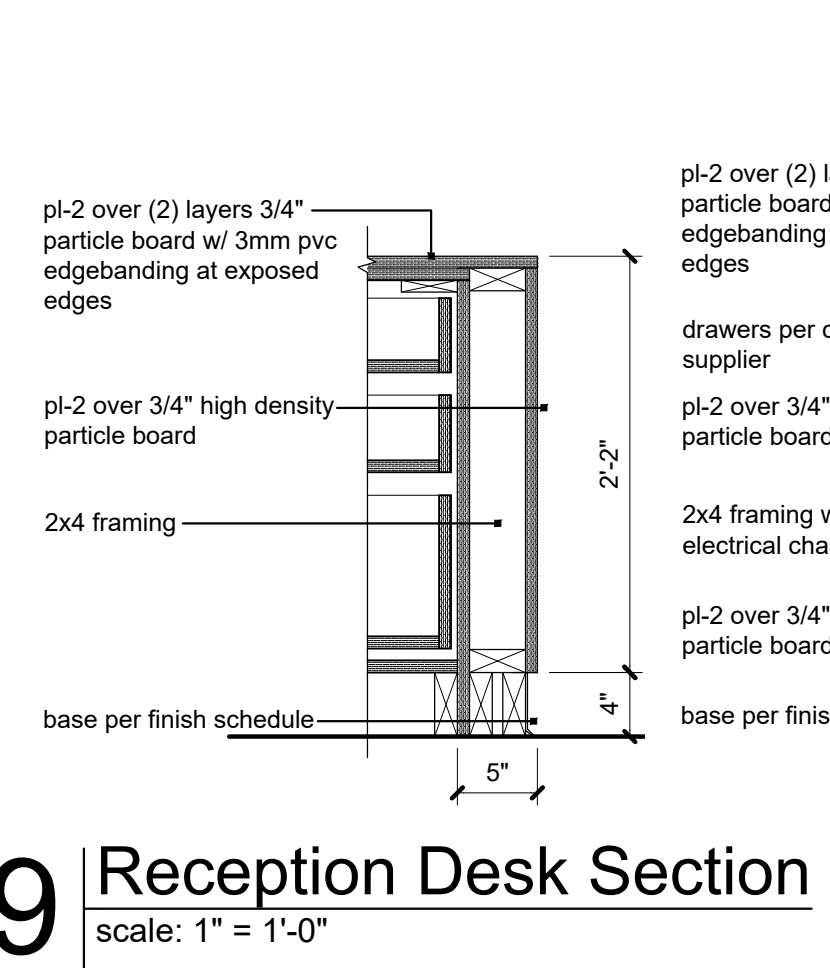 pl-2 over (2) layers 3/4"
particle board w/ 3mm pvc
edgebanding at exposed
edges
pl-2 over 3/4" high density
particle board
2x4 framing
base per finish schedule
2'-2"
4"
5"
pl-2 over (2)
particle board
edgebanding
edges
drawers per
supplier
pl-2 over 3/4"
particle board
2x4 framing
electrical
pl-2 over 3/4"
particle board
base per
9
Reception Desk Section
scale: 1" = 1'-0"